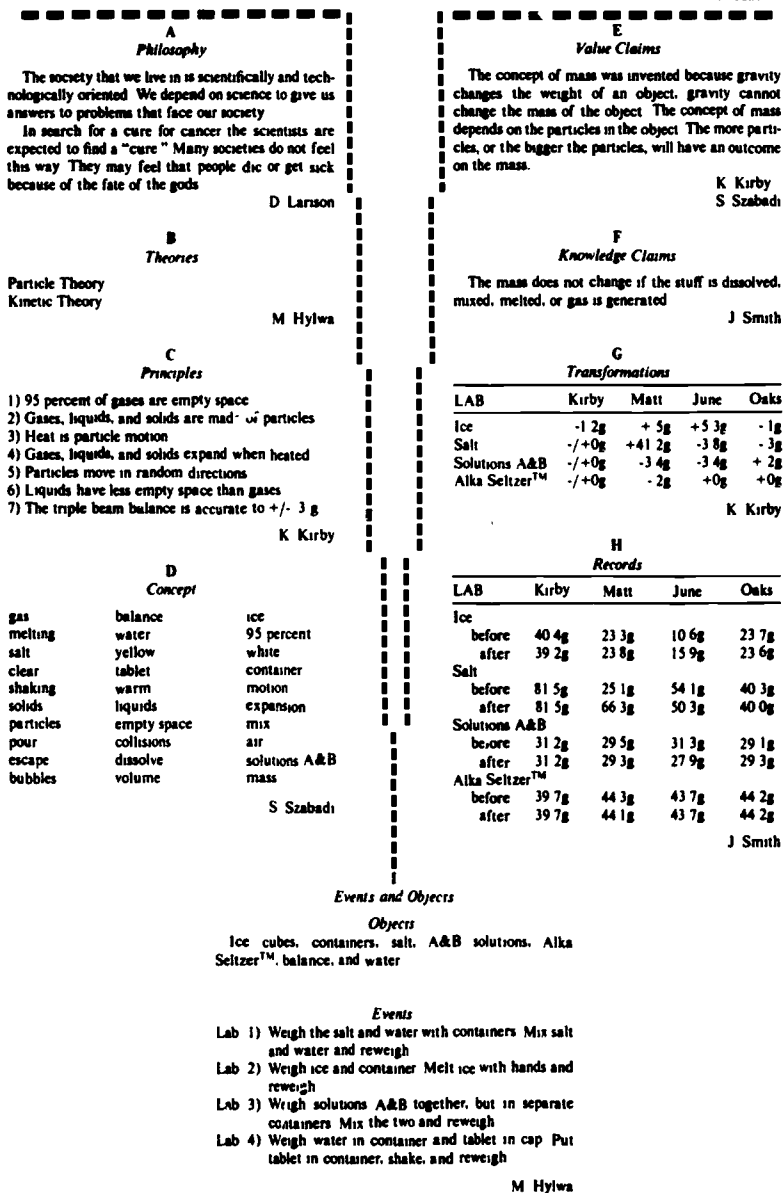 A
Philosophy
The society that we live in is scientifically and tech-
nologically oriented We depend on science to give us
answers to problems that face our society
In search for a cure for cancer the scientists are
expected to find a "cure " Many societies do not feel
this way They may feel that people die or get sick
because of the fate of the gods
D Larison
B
Theories
Particle Theory
Kinetic Theory
M Hylwa
C
Principles
1) 95 percent of gases are empty space
2) Gases, liquids, and solids are mad- of particles
3) Heat is particle motion
4) Gases, liquids, and solids expand when heated
5) Particles move in random directions
6) Liquids have less empty space than gases
7) The triple beam balance is accurate to +/- 3 g
K Kirby
D
Concept
gas balance ice
melting water 95 percent
salt yellow white
clear tablet container
shaking warm motion
solids liquids expansion
particles empty space mix
pour collisions air
escape dissolve solutions A&B
bubbles volume mass
S Szabadi
E
Value Claims
The concept of mass was invented because gravity
changes the weight of an object, gravity cannot
change the mass of the object The concept of mass
depends on the particles in the object The more parti-
cles, or the bigger the particles, will have an outcome
on the mass.
K Kirby
S Szabadi
F
Knowledge Claims
The mass does not change if the stuff is dissolved,
mixed, melted, or gas is generated
J Smith
G
Transformations
LAB Kirby Matt June Oaks
Ice -1 2g + 5g +5 3g - 1g
Salt -/+0g +41 2g -3 8g - 3g
Solutions A&B -/+0g -3 4g -3 4g + 2g
Alka Seltzer™ -/+0g - 2g +0g +0g
K Kirby
H
Records
LAB Kirby Matt June Oaks
Ice
before 40 4g 23 3g 10 6g 23 7g
after 39 2g 23 8g 15 9g 23 6g
Salt
before 81 5g 25 1g 54 1g 40 3g
after 81 5g 66 3g 50 3g 40 0g
Solutions A&B
before 31 2g 29 5g 31 3g 29 1g
after 31 2g 29 3g 27 9g 29 3g
Alka Seltzer™
before 39 7g 44 3g 43 7g 44 2g
after 39 7g 44 1g 43 7g 44 2g
J Smith
Events and Objects
Objects
Ice cubes, containers, salt, A&B solutions, Alka
Seltzer™, balance, and water
Events
Lab 1) Weigh the salt and water with containers Mix salt
and water and reweigh
Lab 2) Weigh ice and container Melt ice with hands and
reweigh
Lab 3) Weigh solutions A&B together, but in separate
containers Mix the two and reweigh
Lab 4) Weigh water in container and tablet in cap Put
tablet in container, shake, and reweigh
M Hylwa